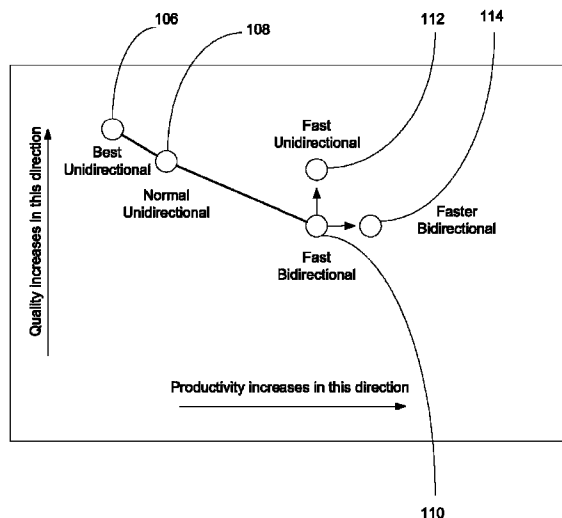 106
108
112
114
Fast
Unidirectional
Best
Unidirectional
Normal
Unidirectional
Faster
Bidirectional
Fast
Bidirectional
Quality increases in this direction
Productivity increases in this direction
110